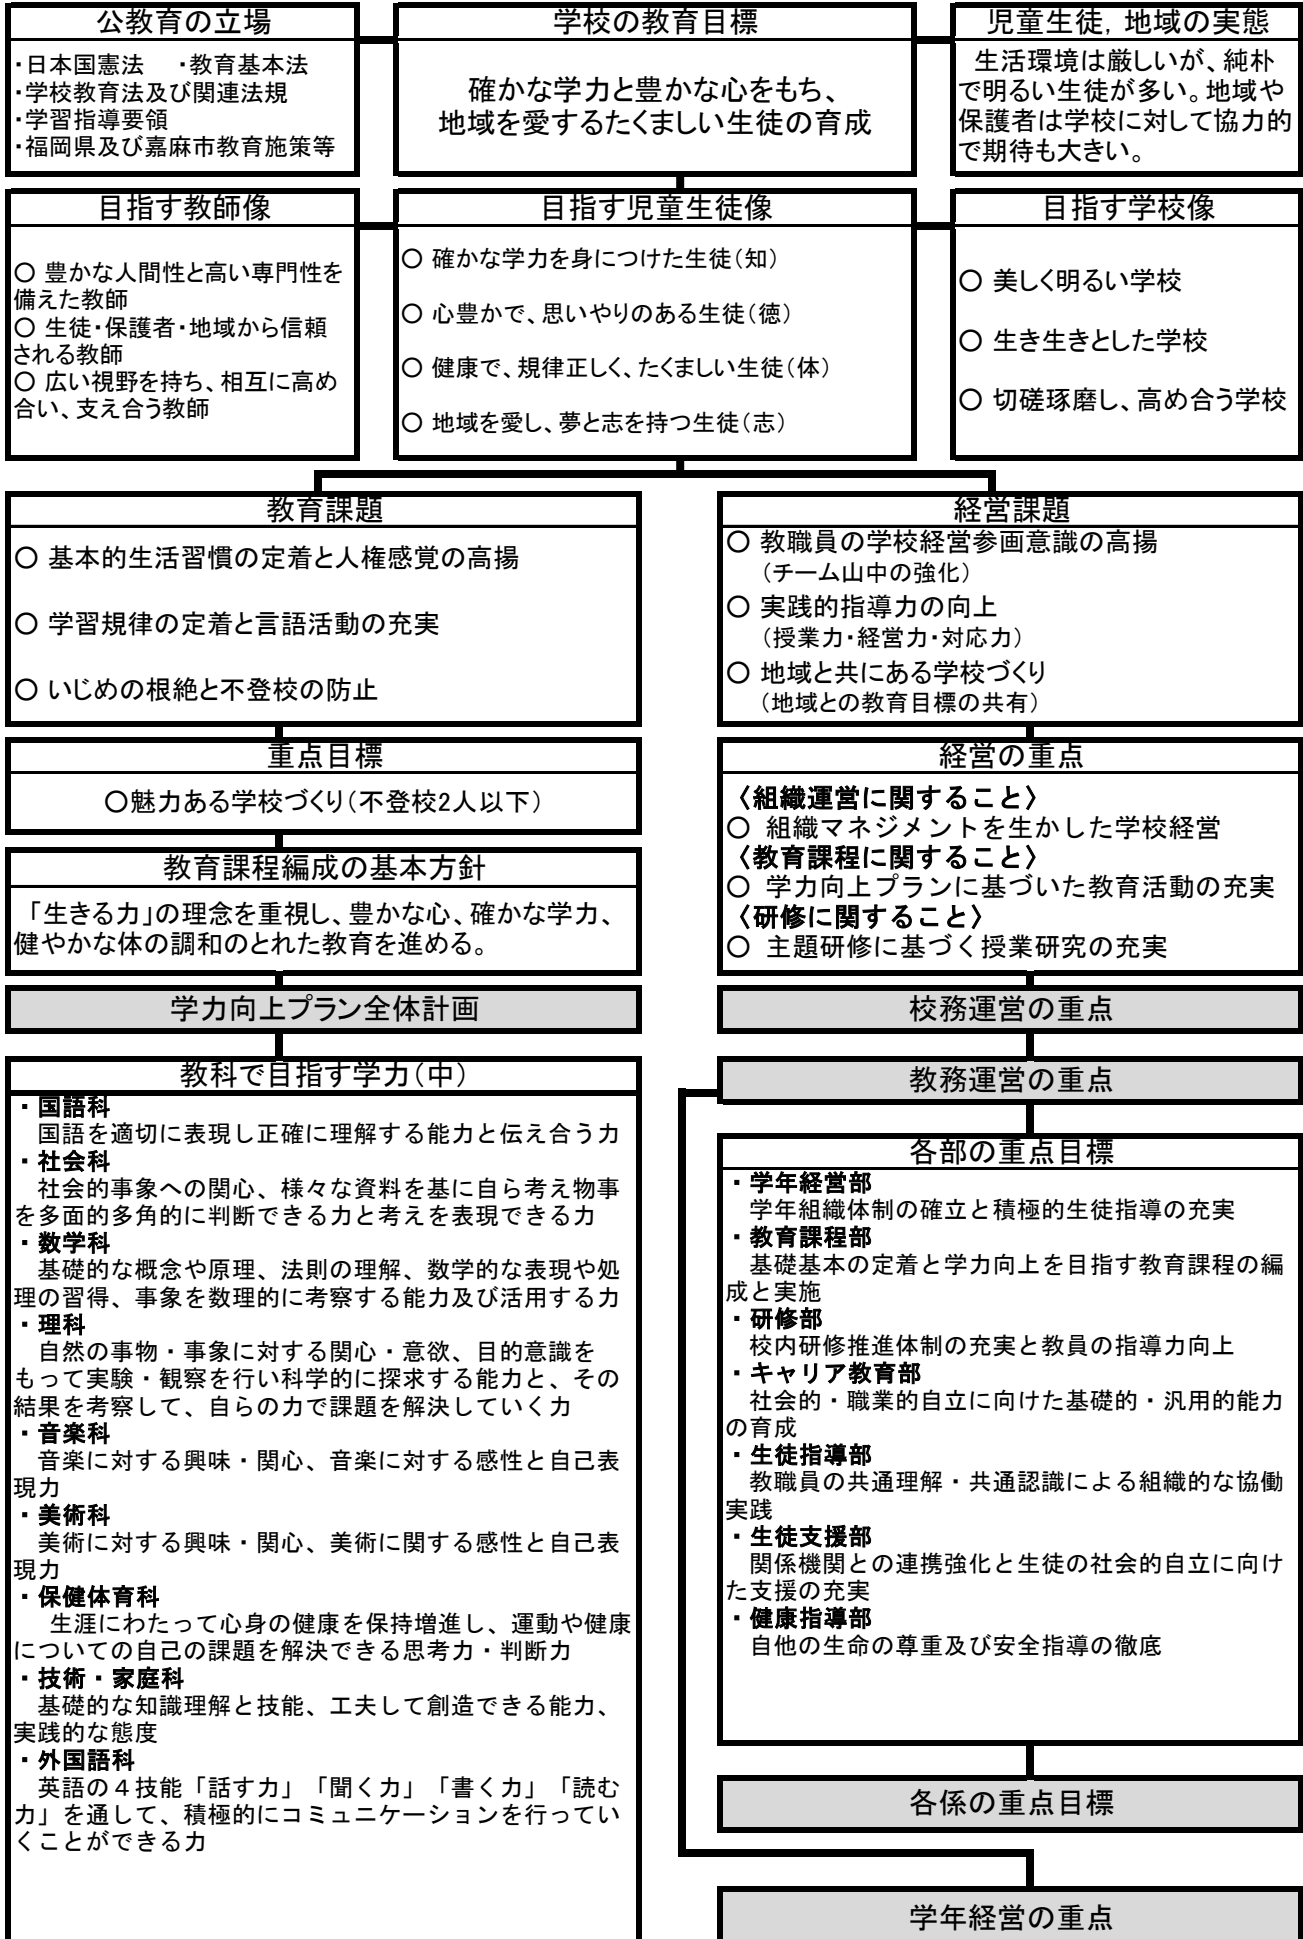 公教育の立場
・日本国憲法　・教育基本法
・学校教育法及び関連法規
・学習指導要領
・福岡県及び嘉麻市教育施策等
学校の教育目標
確かな学力と豊かな心をもち、
地域を愛するたくましい生徒の育成
児童生徒，地域の実態
生活環境は厳しいが、純朴
で明るい生徒が多い。地域や
保護者は学校に対して協力的
で期待も大きい。
目指す教師像
〇 豊かな人間性と高い専門性を
備えた教師
〇 生徒・保護者・地域から信頼
される教師
〇 広い視野を持ち、相互に高め
合い、支え合う教師
目指す児童生徒像
〇 確かな学力を身につけた生徒（知）
〇 心豊かで、思いやりのある生徒（徳）
〇 健康で、規律正しく、たくましい生徒（体）
〇 地域を愛し、夢と志を持つ生徒（志）
目指す学校像
〇 美しく明るい学校
〇 生き生きとした学校
〇 切磋琢磨し、高め合う学校
教育課題
〇 基本的生活習慣の定着と人権感覚の高揚
〇 学習規律の定着と言語活動の充実
〇 いじめの根絶と不登校の防止
重点目標
〇魅力ある学校づくり（不登校2人以下）
教育課程編成の基本方針
「生きる力」の理念を重視し、豊かな心、確かな学力、
健やかな体の調和のとれた教育を進める。
学力向上プラン全体計画
教科で目指す学力（中）
・国語科
国語を適切に表現し正確に理解する能力と伝え合う力
・社会科
社会的事象への関心、様々な資料を基に自ら考え物事
を多面的多角的に判断できる力と考えを表現できる力
・数学科
基礎的な概念や原理、法則の理解、数学的な表現や処
理の習得、事象を数理的に考察する能力及び活用する力
・理科
自然の事物・事象に対する関心・意欲、目的意識を
もって実験・観察を行い科学的に探求する能力と、その
結果を考察して、自らの力で課題を解決していく力
・音楽科
音楽に対する興味・関心、音楽に対する感性と自己表
現力
・美術科
美術に対する興味・関心、美術に関する感性と自己表
現力
・保健体育科
生涯にわたって心身の健康を保持増進し、運動や健康
についての自己の課題を解決できる思考力・判断力
・技術・家庭科
基礎的な知識理解と技能、工夫して創造できる能力、
実践的な態度
・外国語科
英語の４技能「話す力」「聞く力」「書く力」「読む
力」を通して、積極的にコミュニケーションを行ってい
くことができる力
経営課題
〇 教職員の学校経営参画意識の高揚
（チーム山中の強化）
〇 実践的指導力の向上
（授業力・経営力・対応力）
〇 地域と共にある学校づくり
（地域との教育目標の共有）
経営の重点
〈組織運営に関すること〉
〇 組織マネジメントを生かした学校経営
〈教育課程に関すること〉
〇 学力向上プランに基づいた教育活動の充実
〈研修に関すること〉
〇 主題研修に基づく授業研究の充実
校務運営の重点
教務運営の重点
各部の重点目標
・学年経営部
学年組織体制の確立と積極的生徒指導の充実
・教育課程部
基礎基本の定着と学力向上を目指す教育課程の編
成と実施
・研修部
校内研修推進体制の充実と教員の指導力向上
・キャリア教育部
社会的・職業的自立に向けた基礎的・汎用的能力
の育成
・生徒指導部
教職員の共通理解・共通認識による組織的な協働
実践
・生徒支援部
関係機関との連携強化と生徒の社会的自立に向け
た支援の充実
・健康指導部
自他の生命の尊重及び安全指導の徹底
各係の重点目標
学年経営の重点